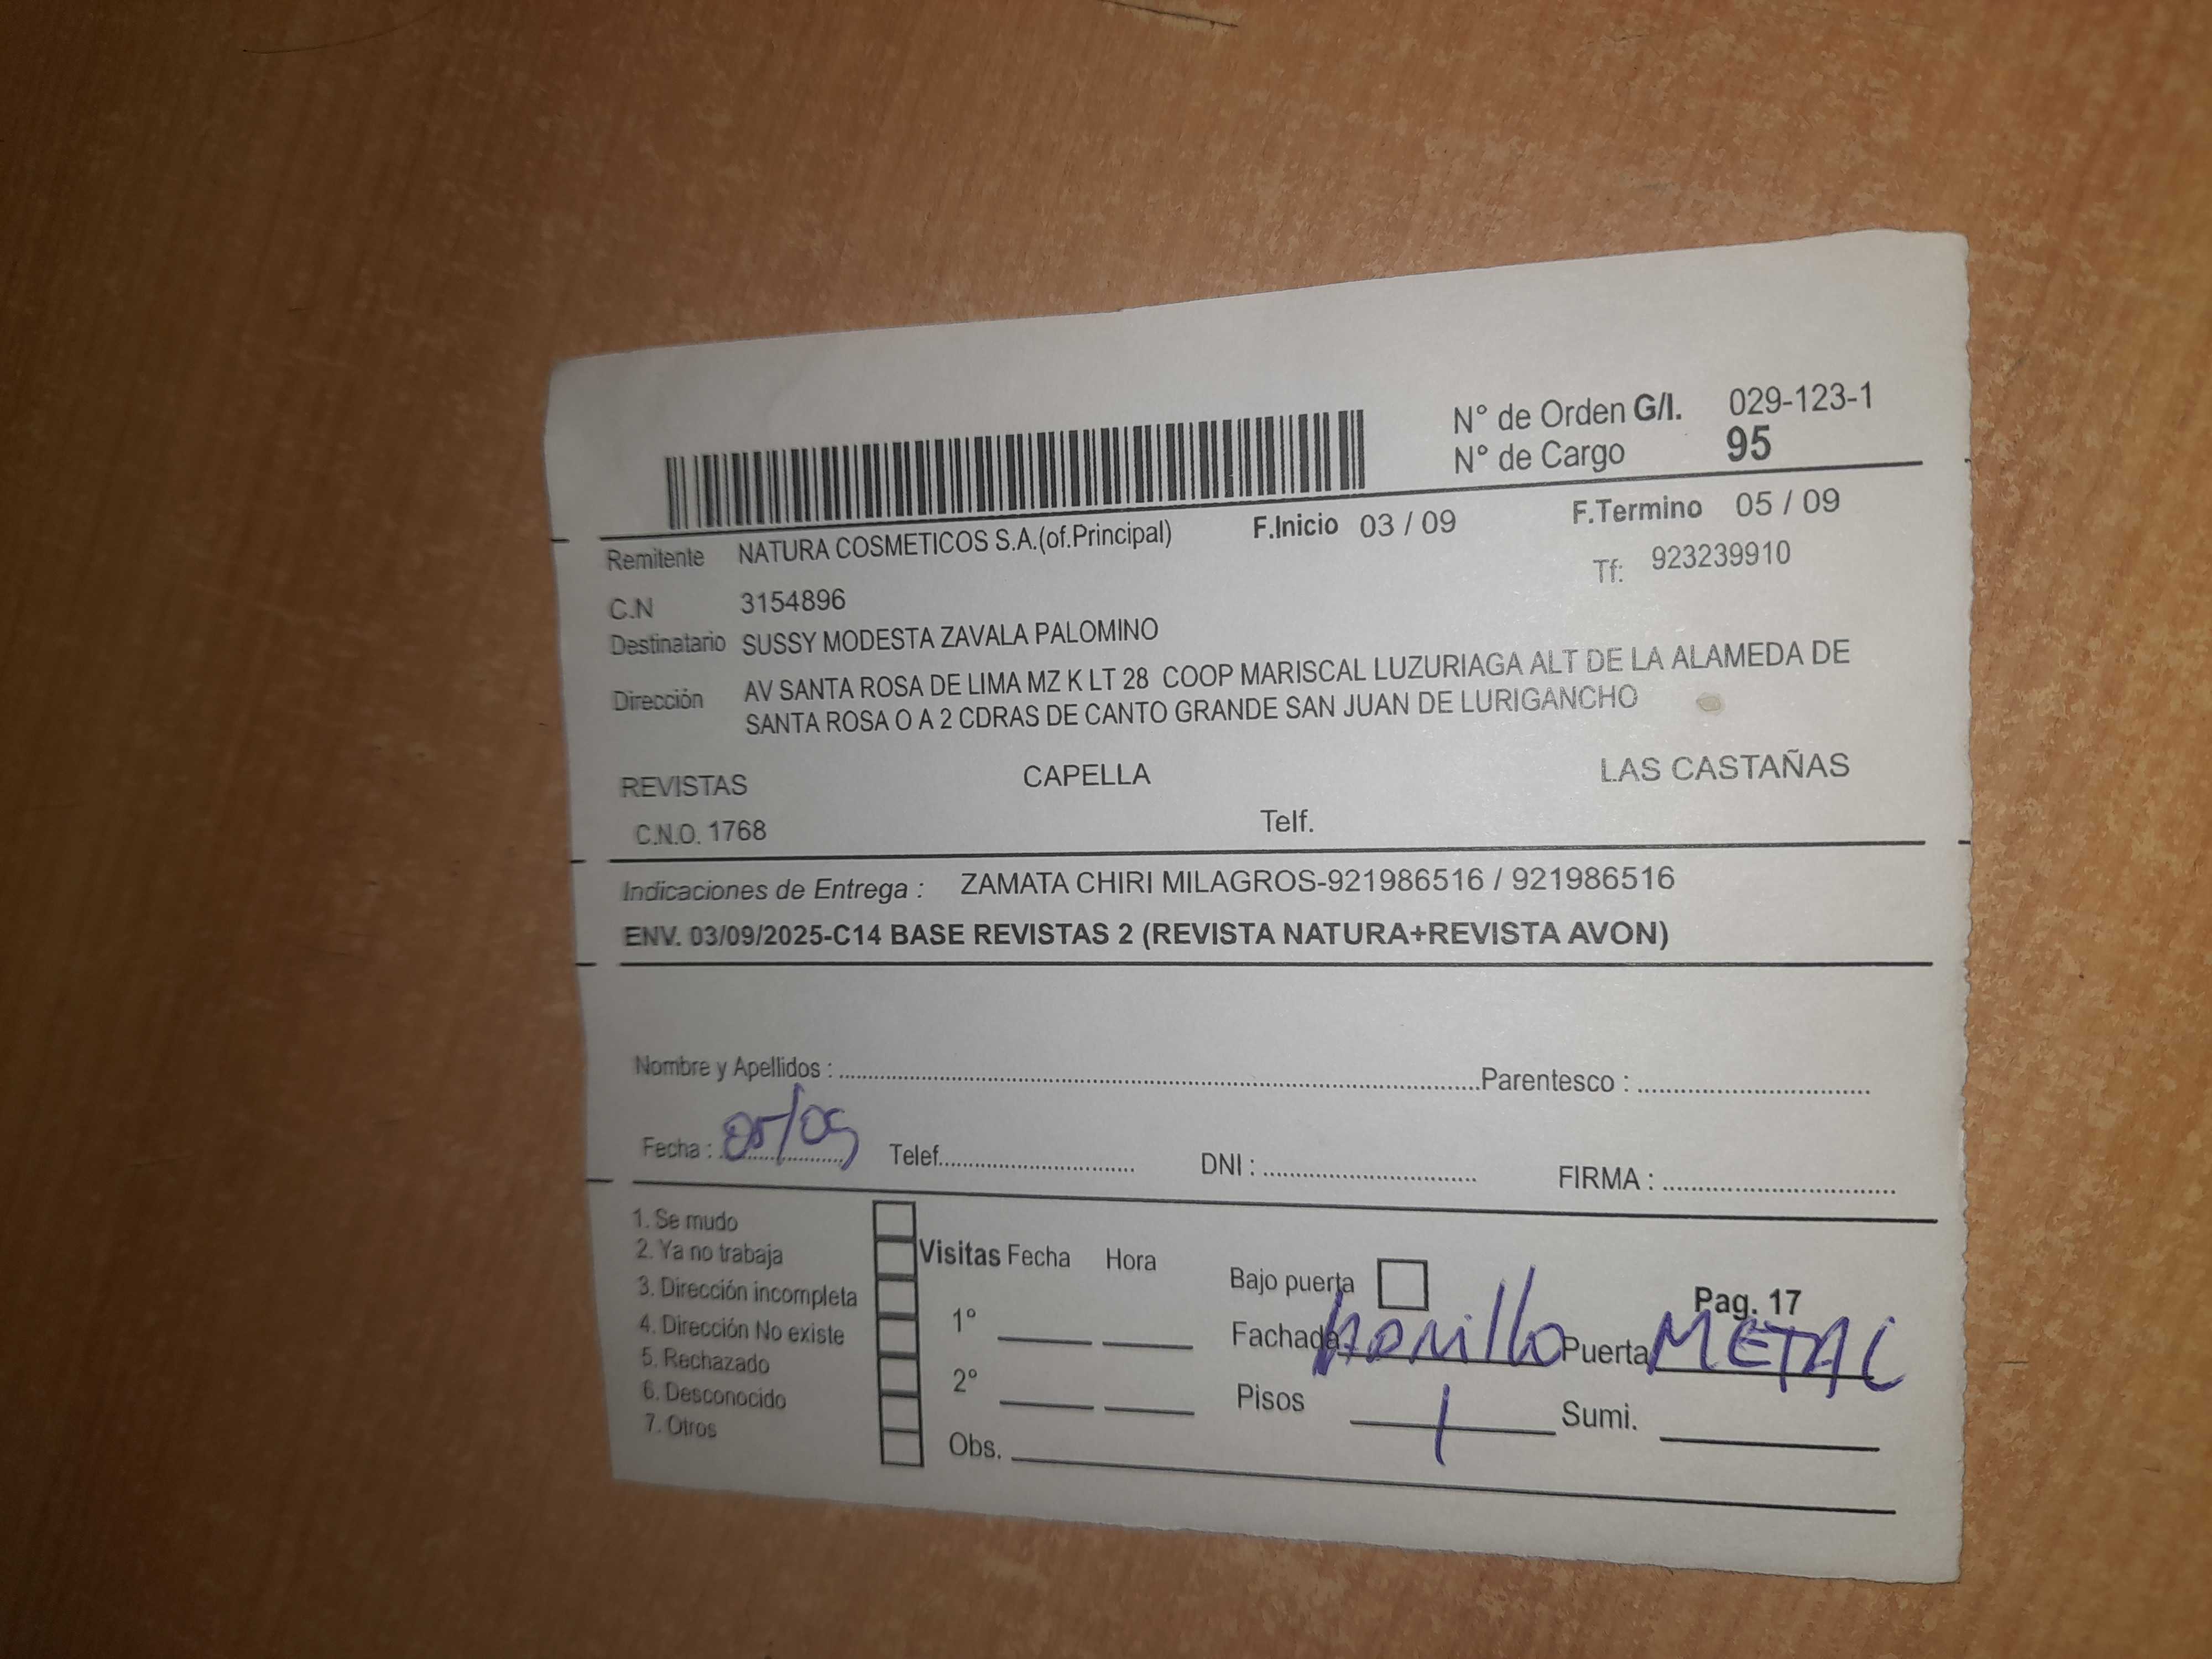 N° de Orden G/I. 029-123-1
N° de Cargo 95
Remitente NATURA COSMETICOS S.A.(of.Principal) F.Inicio 03 / 09 F.Termino 05 / 09
Tf: 923239910
C.N 3154896
Destinatario SUSSY MODESTA ZAVALA PALOMINO
Dirección AV SANTA ROSA DE LIMA MZ K LT 28 COOP MARISCAL LUZURIAGA ALT DE LA ALAMEDA DE
SANTA ROSA O A 2 CDRAS DE CANTO GRANDE SAN JUAN DE LURIGANCHO
REVISTAS CAPELLA LAS CASTAÑAS
C.N.O. 1768 Telf.
Indicaciones de Entrega : ZAMATA CHIRI MILAGROS-921986516 / 921986516
ENV. 03/09/2025-C14 BASE REVISTAS 2 (REVISTA NATURA+REVISTA AVON)
Nombre y Apellidos : Parentesco :
Fecha : 05/09 Telef. DNI : FIRMA :
1. Se mudo
2. Ya no trabaja
3. Dirección incompleta
4. Dirección No existe
5. Rechazado
6. Desconocido
7. Otros
Visitas Fecha Hora
1°
2°
Obs.
Bajo puerta Pag. 17
Fachada Puerta METAL
Pisos 1 Sumi.